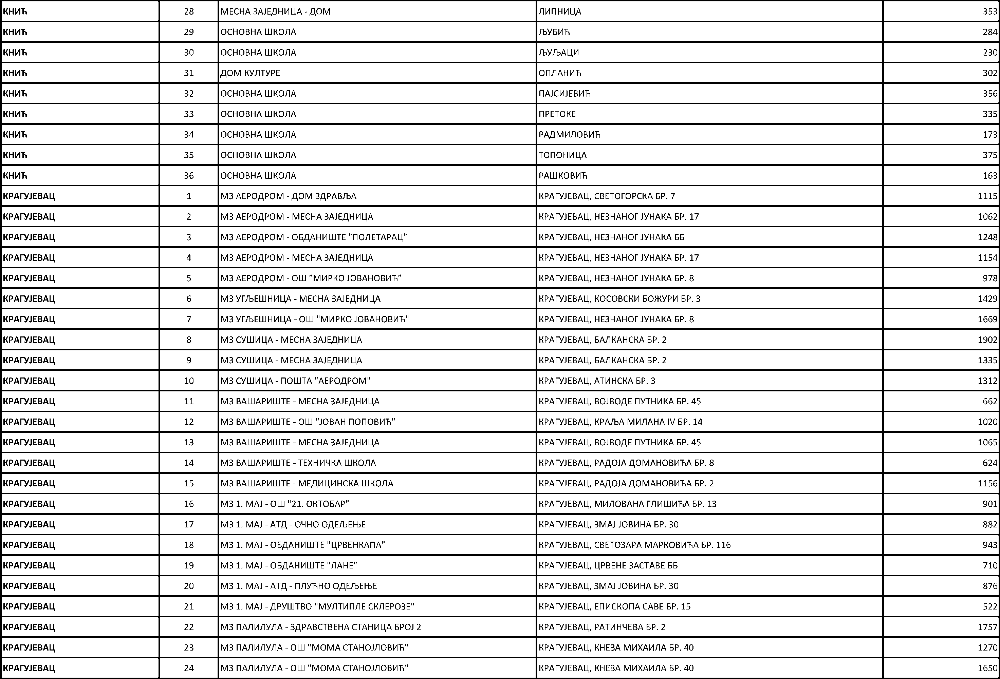 КНИЋ 28 МЕСНА ЗАЈЕДНИЦА - ДОМ ЛИПНИЦА 353
КНИЋ 29 ОСНОВНА ШКОЛА ЉУБИЋ 284
КНИЋ 30 ОСНОВНА ШКОЛА ЉУЉАЦИ 230
КНИЋ 31 ДОМ КУЛТУРЕ ОПЛАНИЋ 302
КНИЋ 32 ОСНОВНА ШКОЛА ПАЈСИЈЕВИЋ 356
КНИЋ 33 ОСНОВНА ШКОЛА ПРЕТОКЕ 335
КНИЋ 34 ОСНОВНА ШКОЛА РАДМИЛОВИЋ 173
КНИЋ 35 ОСНОВНА ШКОЛА ТОПОНИЦА 375
КНИЋ 36 ОСНОВНА ШКОЛА РАШКОВИЋ 163
КРАГУЈЕВАЦ 1 МЗ АЕРОДРОМ - ДОМ ЗДРАВЉА КРАГУЈЕВАЦ, СВЕТОГОРСКА БР. 7 1115
КРАГУЈЕВАЦ 2 МЗ АЕРОДРОМ - МЕСНА ЗАЈЕДНИЦА КРАГУЈЕВАЦ, НЕЗНАНОГ ЈУНАКА БР. 17 1062
КРАГУЈЕВАЦ 3 МЗ АЕРОДРОМ - ОБДАНИШТЕ "ПОЛЕТАРАЦ" КРАГУЈЕВАЦ, НЕЗНАНОГ ЈУНАКА ББ 1248
КРАГУЈЕВАЦ 4 МЗ АЕРОДРОМ - МЕСНА ЗАЈЕДНИЦА КРАГУЈЕВАЦ, НЕЗНАНОГ ЈУНАКА БР. 17 1154
КРАГУЈЕВАЦ 5 МЗ АЕРОДРОМ - ОШ "МИРКО ЈОВАНОВИЋ" КРАГУЈЕВАЦ, НЕЗНАНОГ ЈУНАКА БР. 8 978
КРАГУЈЕВАЦ 6 МЗ УГЉЕШНИЦА - МЕСНА ЗАЈЕДНИЦА КРАГУЈЕВАЦ, КОСОВСКИ БОЖУРИ БР. 3 1429
КРАГУЈЕВАЦ 7 МЗ УГЉЕШНИЦА - ОШ "МИРКО ЈОВАНОВИЋ" КРАГУЈЕВАЦ, НЕЗНАНОГ ЈУНАКА БР. 8 1669
КРАГУЈЕВАЦ 8 МЗ СУШИЦА - МЕСНА ЗАЈЕДНИЦА КРАГУЈЕВАЦ, БАЛКАНСКА БР. 2 1902
КРАГУЈЕВАЦ 9 МЗ СУШИЦА - МЕСНА ЗАЈЕДНИЦА КРАГУЈЕВАЦ, БАЛКАНСКА БР. 2 1335
КРАГУЈЕВАЦ 10 МЗ СУШИЦА - ПОШТА "АЕРОДРОМ" КРАГУЈЕВАЦ, АТИНСКА БР. 3 1312
КРАГУЈЕВАЦ 11 МЗ ВАШАРИШТЕ - МЕСНА ЗАЈЕДНИЦА КРАГУЈЕВАЦ, ВОЈВОДЕ ПУТНИКА БР. 45 662
КРАГУЈЕВАЦ 12 МЗ ВАШАРИШТЕ - ОШ "ЈОВАН ПОПОВИЋ" КРАГУЈЕВАЦ, КРАЉА МИЛАНА IV БР. 14 1020
КРАГУЈЕВАЦ 13 МЗ ВАШАРИШТЕ - МЕСНА ЗАЈЕДНИЦА КРАГУЈЕВАЦ, ВОЈВОДЕ ПУТНИКА БР. 45 1065
КРАГУЈЕВАЦ 14 МЗ ВАШАРИШТЕ - ТЕХНИЧКА ШКОЛА КРАГУЈЕВАЦ, РАДОЈА ДОМАНОВИЋА БР. 8 624
КРАГУЈЕВАЦ 15 МЗ ВАШАРИШТЕ - МЕДИЦИНСКА ШКОЛА КРАГУЈЕВАЦ, РАДОЈА ДОМАНОВИЋА БР. 2 1156
КРАГУЈЕВАЦ 16 МЗ 1. МАЈ - ОШ "21. ОКТОБАР" КРАГУЈЕВАЦ, МИЛОВАНА ГЛИШИЋА БР. 13 901
КРАГУЈЕВАЦ 17 МЗ 1. МАЈ - АТД - ОЧНО ОДЕЉЕЊЕ КРАГУЈЕВАЦ, ЗМАЈ ЈОВИНА БР. 30 882
КРАГУЈЕВАЦ 18 МЗ 1. МАЈ - ОБДАНИШТЕ "ЦРВЕНКАПА" КРАГУЈЕВАЦ, СВЕТОЗАРА МАРКОВИЋА БР. 116 943
КРАГУЈЕВАЦ 19 МЗ 1. МАЈ - ОБДАНИШТЕ "ЛАНЕ" КРАГУЈЕВАЦ, ЦРВЕНЕ ЗАСТАВЕ ББ 710
КРАГУЈЕВАЦ 20 МЗ 1. МАЈ - АТД - ПЛУЋНО ОДЕЉЕЊЕ КРАГУЈЕВАЦ, ЗМАЈ ЈОВИНА БР. 30 876
КРАГУЈЕВАЦ 21 МЗ 1. МАЈ - ДРУШТВО "МУЛТИПЛЕ СКЛЕРОЗЕ" КРАГУЈЕВАЦ, ЕПИСКОПА САВЕ БР. 15 522
КРАГУЈЕВАЦ 22 МЗ ПАЛИЛУЛА - ЗДРАВСТВЕНА СТАНИЦА БРОЈ 2 КРАГУЈЕВАЦ, РАТИНЧЕВА БР. 2 1757
КРАГУЈЕВАЦ 23 МЗ ПАЛИЛУЛА - ОШ "МОМА СТАНОЈЛОВИЋ" КРАГУЈЕВАЦ, КНЕЗА МИХАИЛА БР. 40 1270
КРАГУЈЕВАЦ 24 МЗ ПАЛИЛУЛА - ОШ "МОМА СТАНОЈЛОВИЋ" КРАГУЈЕВАЦ, КНЕЗА МИХАИЛА БР. 40 1650